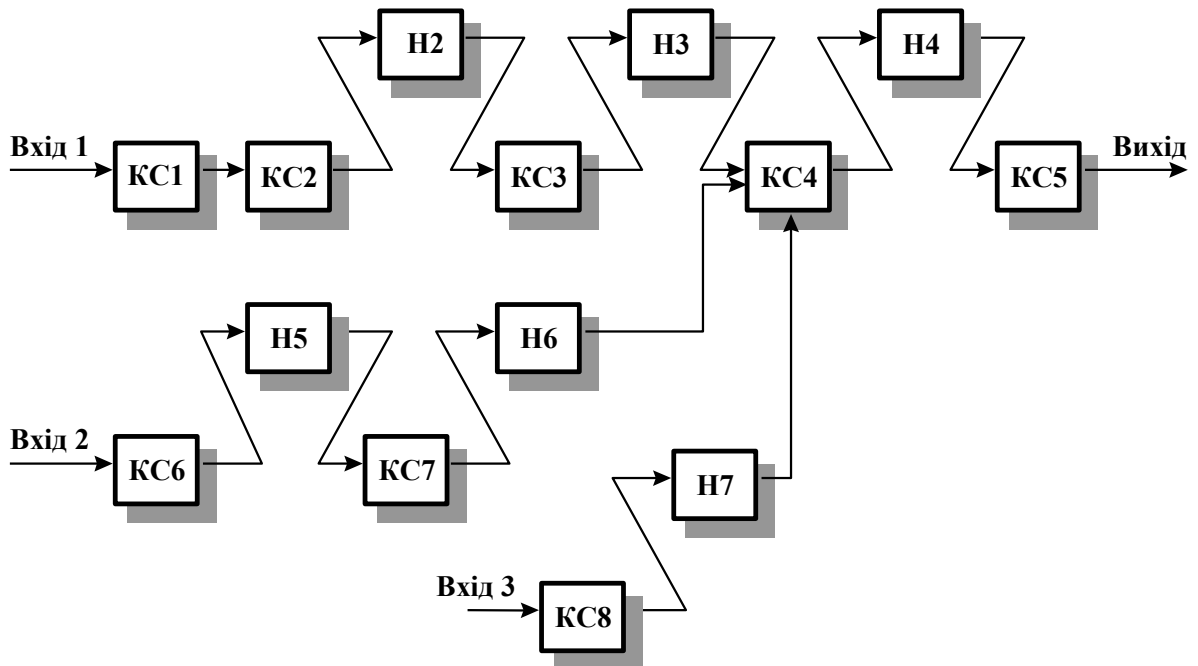 Н2
Н3
Н4
Вхід 1
КС1
КС2
КС3
КС4
КС5
Вихід
Н5
Н6
Вхід 2
КС6
КС7
Н7
Вхід 3
КС8